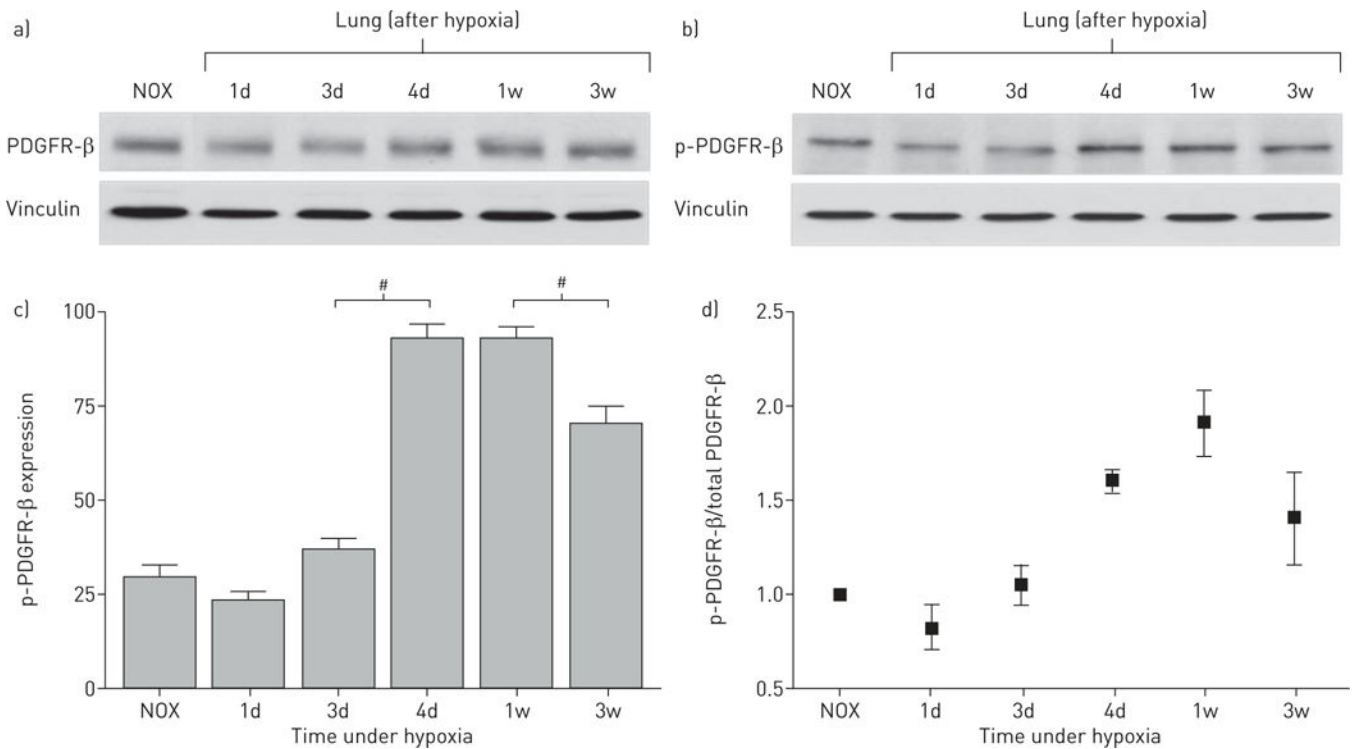 a)
Lung (after hypoxia)
NOX 1d 3d 4d 1w 3w
PDGFR-β
Vinculin
b)
Lung (after hypoxia)
NOX 1d 3d 4d 1w 3w
p-PDGFR-β
Vinculin
c)
# #
100
75
50
25
0
p-PDGFR-β expression
NOX 1d 3d 4d 1w 3w
Time under hypoxia
d)
2.5
2.0
1.5
1.0
0.5
p-PDGFR-β/total PDGFR-β
NOX 1d 3d 4d 1w 3w
Time under hypoxia